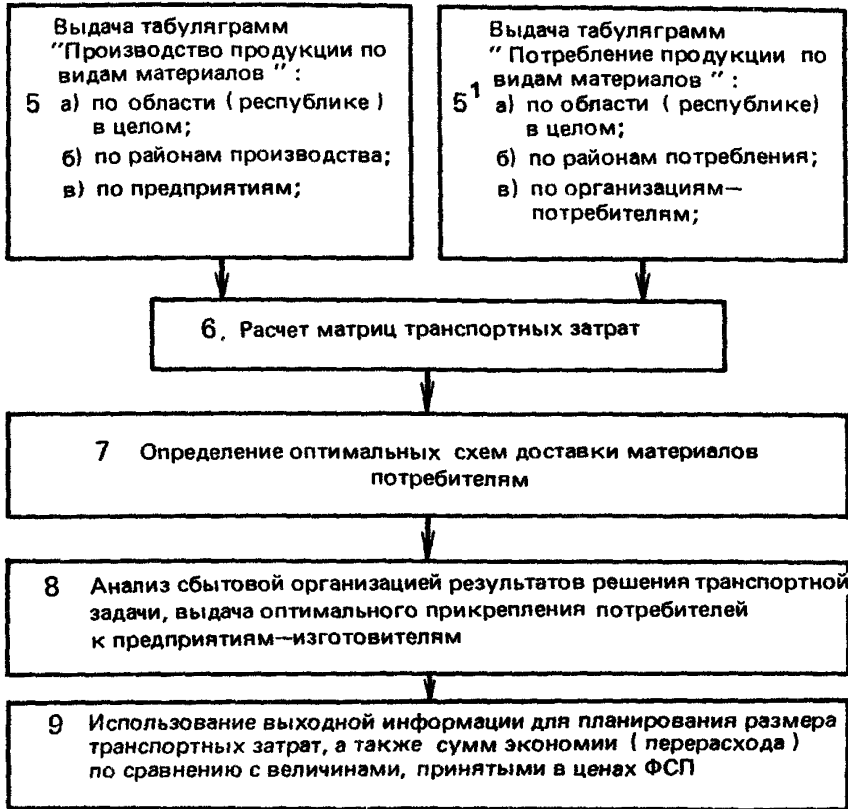 Выдача табуляграмм
"Производство продукции по
видам материалов " :
5 а) по области ( республике )
в целом;
б) по районам производства;
в) по предприятиям;
Выдача табуляграмм
" Потребление продукции по
видам материалов " :
5¹ а) по области ( республике)
в целом;
б) по районам потребления;
в) по организациям—
потребителям;
6. Расчет матриц транспортных затрат
7 Определение оптимальных схем доставки материалов
потребителям
8 Анализ сбытовой организацией результатов решения транспортной
задачи, выдача оптимального прикрепления потребителей
к предприятиям—изготовителям
9 Использование выходной информации для планирования размера
транспортных затрат, а также сумм экономии ( перерасхода )
по сравнению с величинами, принятыми в ценах ФСП